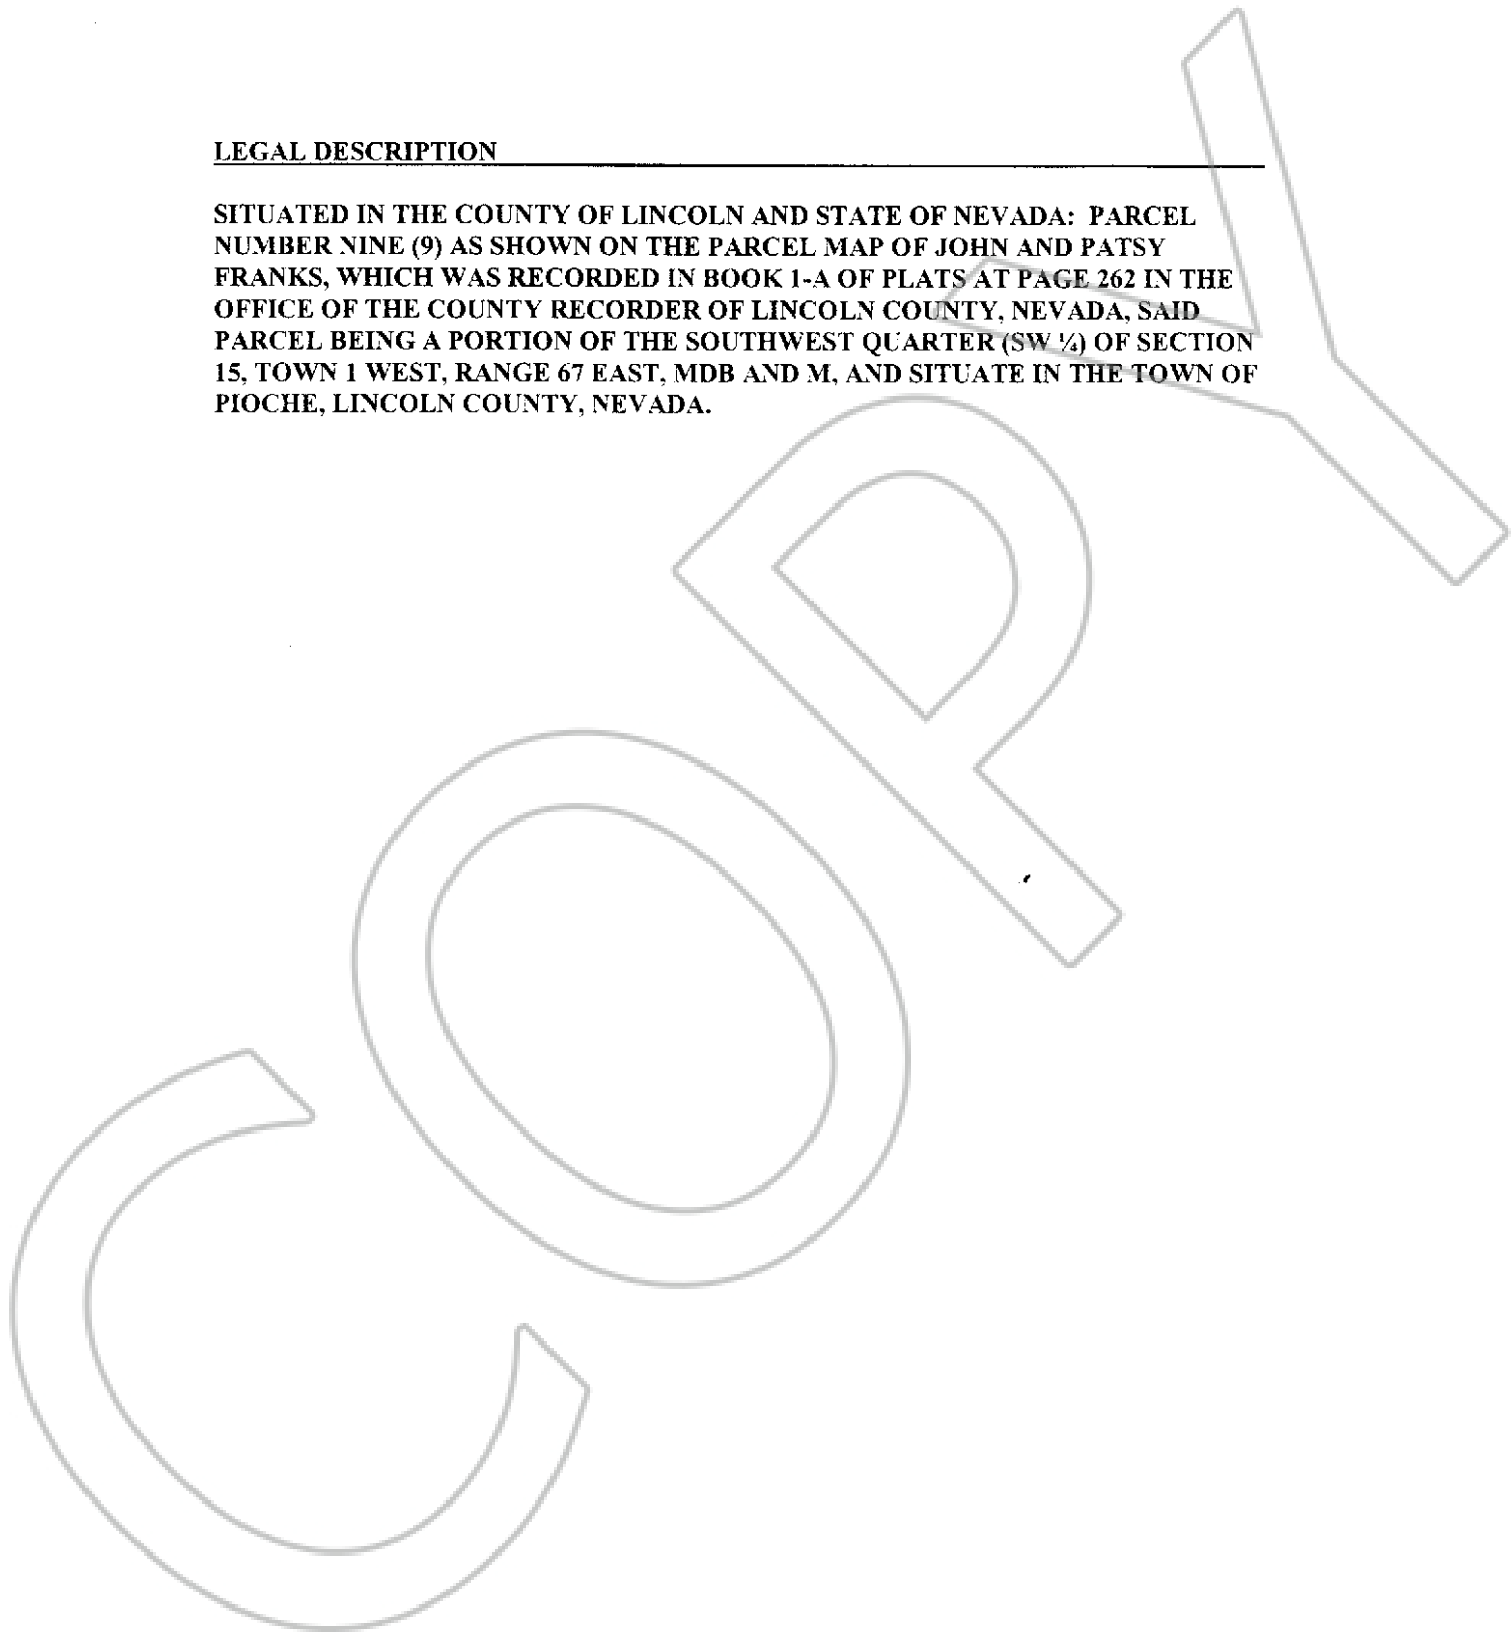 LEGAL DESCRIPTION
SITUATED IN THE COUNTY OF LINCOLN AND STATE OF NEVADA: PARCEL
NUMBER NINE (9) AS SHOWN ON THE PARCEL MAP OF JOHN AND PATSY
FRANKS, WHICH WAS RECORDED IN BOOK 1-A OF PLATS AT PAGE 262 IN THE
OFFICE OF THE COUNTY RECORDER OF LINCOLN COUNTY, NEVADA, SAID
PARCEL BEING A PORTION OF THE SOUTHWEST QUARTER (SW ¼) OF SECTION
15, TOWN 1 WEST, RANGE 67 EAST, MDB AND M, AND SITUATE IN THE TOWN OF
PIOCHE, LINCOLN COUNTY, NEVADA.
COPY